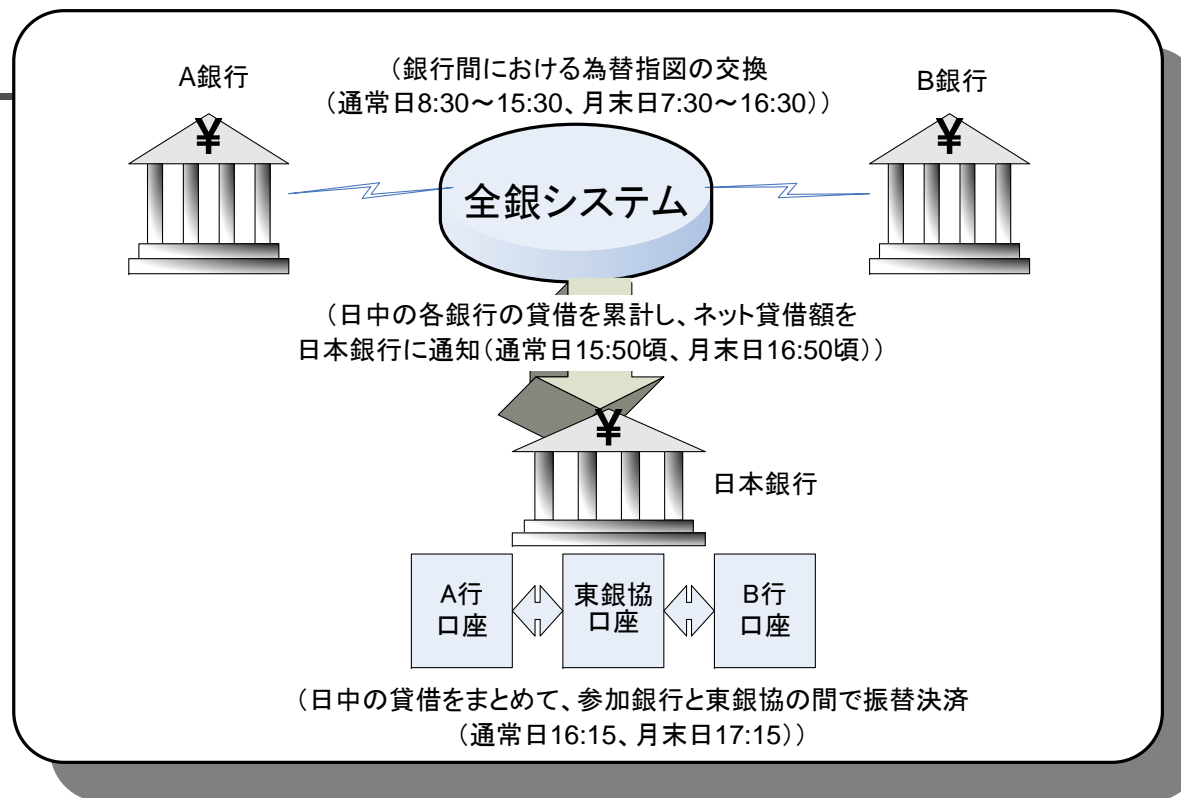 A銀行
(銀行間における為替指図の交換
(通常日8:30~15:30、月末日7:30~16:30))
B銀行
¥
¥
全銀システム
(日中の各銀行の貸借を累計し、ネット貸借額を
日本銀行に通知(通常日15:50頃、月末日16:50頃))
¥
日本銀行
A行
口座
東銀協
口座
B行
口座
(日中の貸借をまとめて、参加銀行と東銀協の間で振替決済
(通常日16:15、月末日17:15))